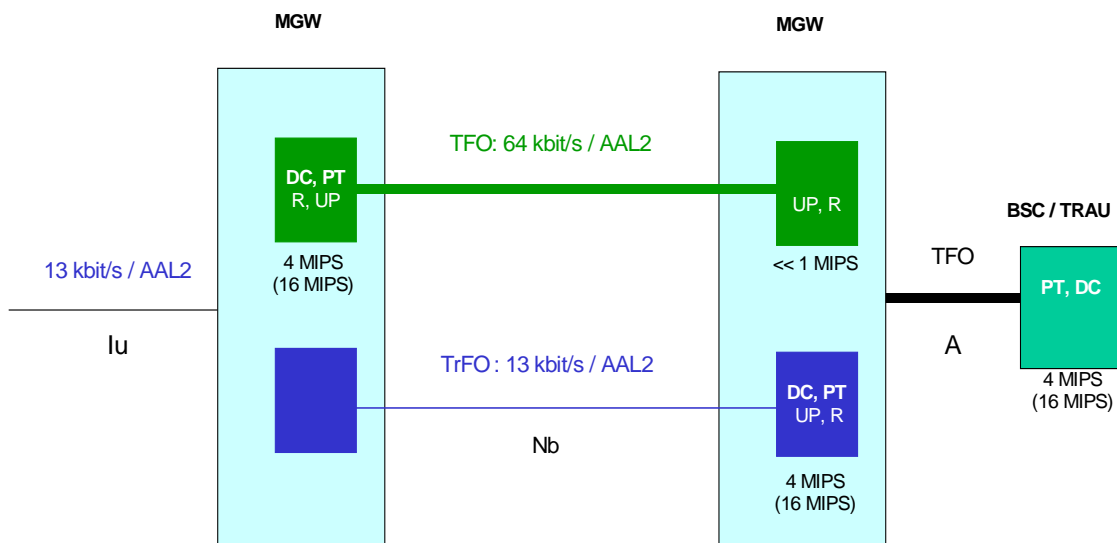 MGW
MGW
TFO: 64 kbit/s / AAL2
DC, PT
R, UP
UP, R
BSC / TRAU
13 kbit/s / AAL2
4 MIPS
(16 MIPS)
<< 1 MIPS
TFO
PT, DC
Iu
A
TrFO : 13 kbit/s / AAL2
4 MIPS
(16 MIPS)
DC, PT
UP, R
Nb
4 MIPS
(16 MIPS)